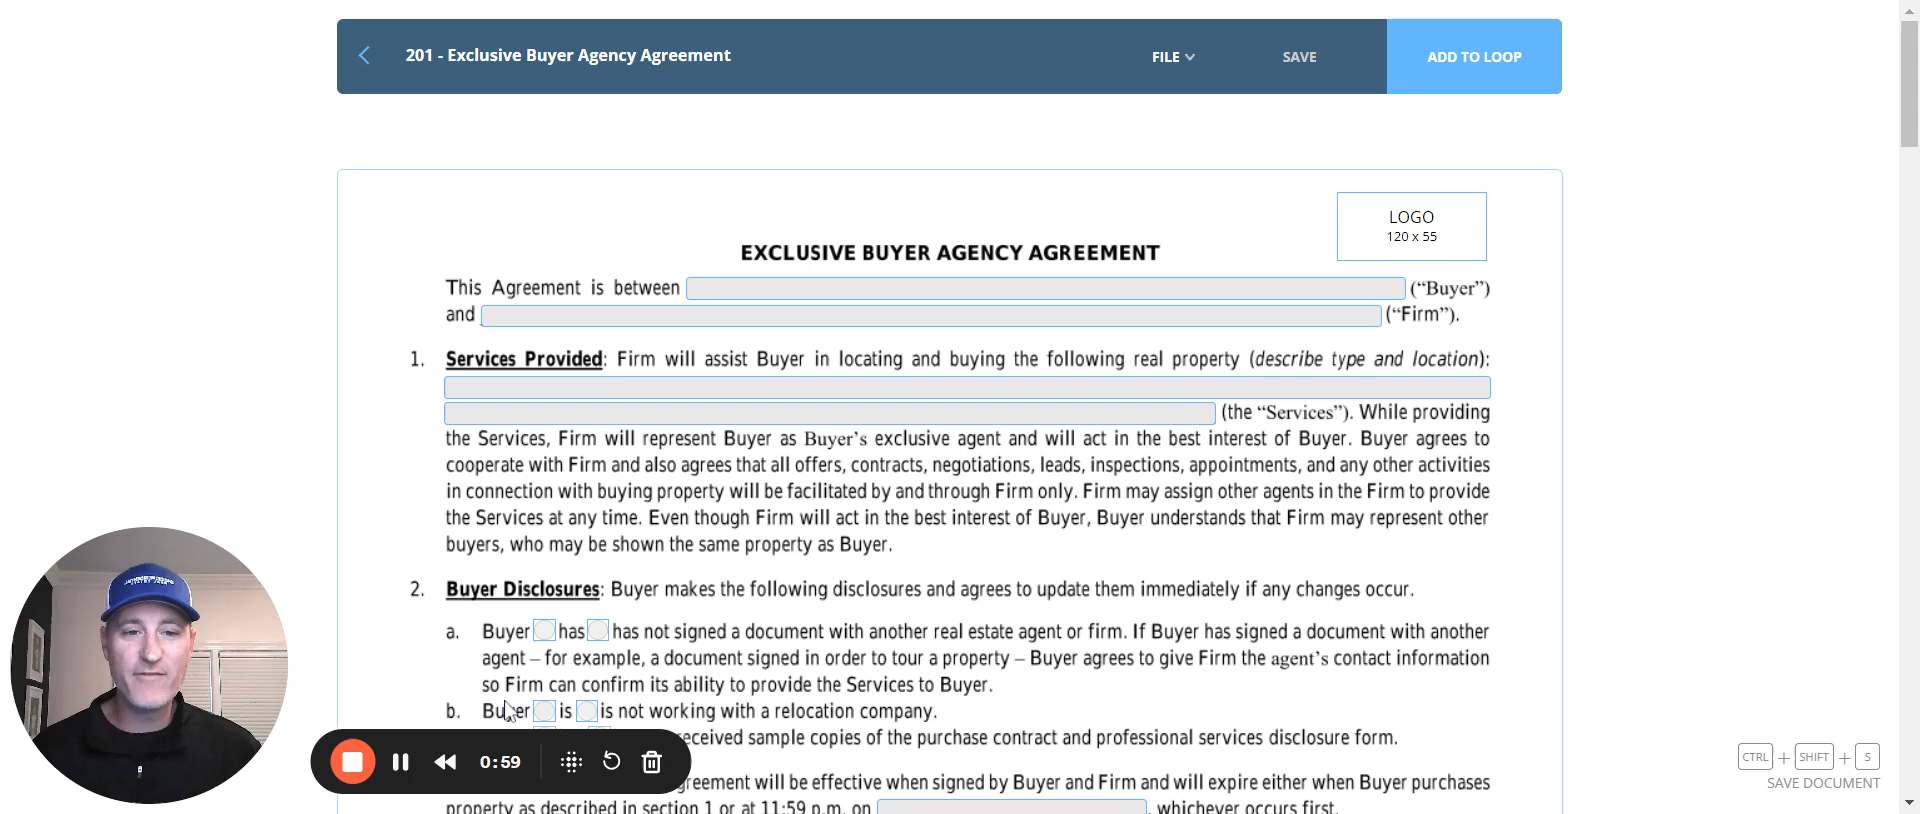 201 - Exclusive Buyer Agency Agreement
FILE
SAVE
ADD TO LOOP
LOGO
120 x 55
EXCLUSIVE BUYER AGENCY AGREEMENT
This Agreement is between (“Buyer”)
and (“Firm”).
1. Services Provided: Firm will assist Buyer in locating and buying the following real property (describe type and location):
(the “Services”). While providing
the Services, Firm will represent Buyer as Buyer’s exclusive agent and will act in the best interest of Buyer. Buyer agrees to
cooperate with Firm and also agrees that all offers, contracts, negotiations, leads, inspections, appointments, and any other activities
in connection with buying property will be facilitated by and through Firm only. Firm may assign other agents in the Firm to provide
the Services at any time. Even though Firm will act in the best interest of Buyer, Buyer understands that Firm may represent other
buyers, who may be shown the same property as Buyer.
2. Buyer Disclosures: Buyer makes the following disclosures and agrees to update them immediately if any changes occur.
a. Buyer has has not signed a document with another real estate agent or firm. If Buyer has signed a document with another
agent – for example, a document signed in order to tour a property – Buyer agrees to give Firm the agent’s contact information
so Firm can confirm its ability to provide the Services to Buyer.
b. Buyer is is not working with a relocation company.
received sample copies of the purchase contract and professional services disclosure form.
0:59
reement will be effective when signed by Buyer and Firm and will expire either when Buyer purchases
property as described in section 1 or at 11:59 p.m. on , whichever occurs first.
CTRL + SHIFT + S
SAVE DOCUMENT